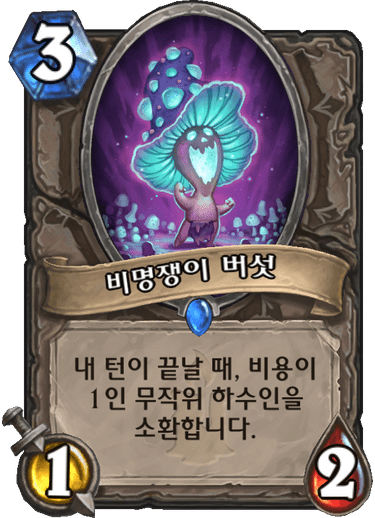 3
비명쟁이 버섯
내 턴이 끝날 때, 비용이
1인 무작위 하수인을
소환합니다.
1
2